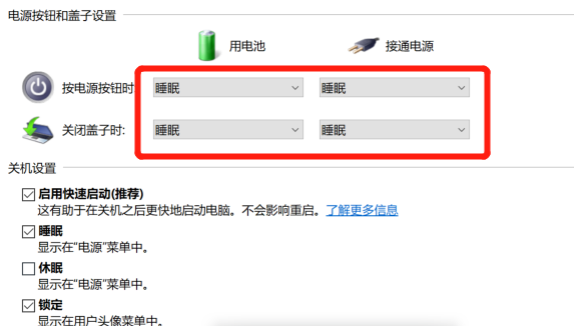 电源按钮和盖子设置
用电池 接通电源
按电源按钮时 睡眠 睡眠
关闭盖子时: 睡眠 睡眠
关机设置
启用快速启动(推荐)
这有助于在关机之后更快地启动电脑。不会影响重启。了解更多信息
睡眠
显示在"电源"菜单中。
休眠
显示在"电源"菜单中。
锁定
显示在用户头像菜单中。